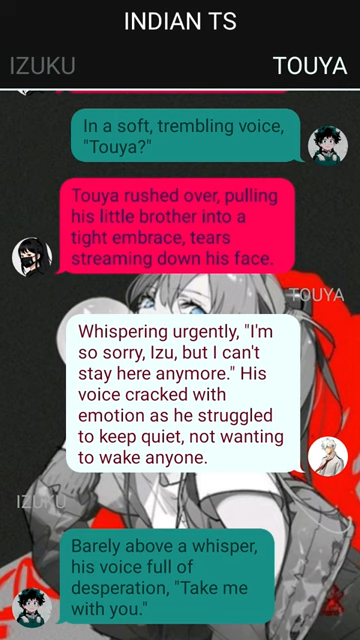 INDIAN TS
IZUKU
TOUYA
In a soft, trembling voice,
"Touya?"
Touya rushed over, pulling
his little brother into a
tight embrace, tears
streaming down his face.
TOUYA
Whispering urgently, "I'm
so sorry, Izu, but I can't
stay here anymore." His
voice cracked with
emotion as he struggled
to keep quiet, not wanting
to wake anyone.
IZUKU
Barely above a whisper,
his voice full of
desperation, "Take me
with you."